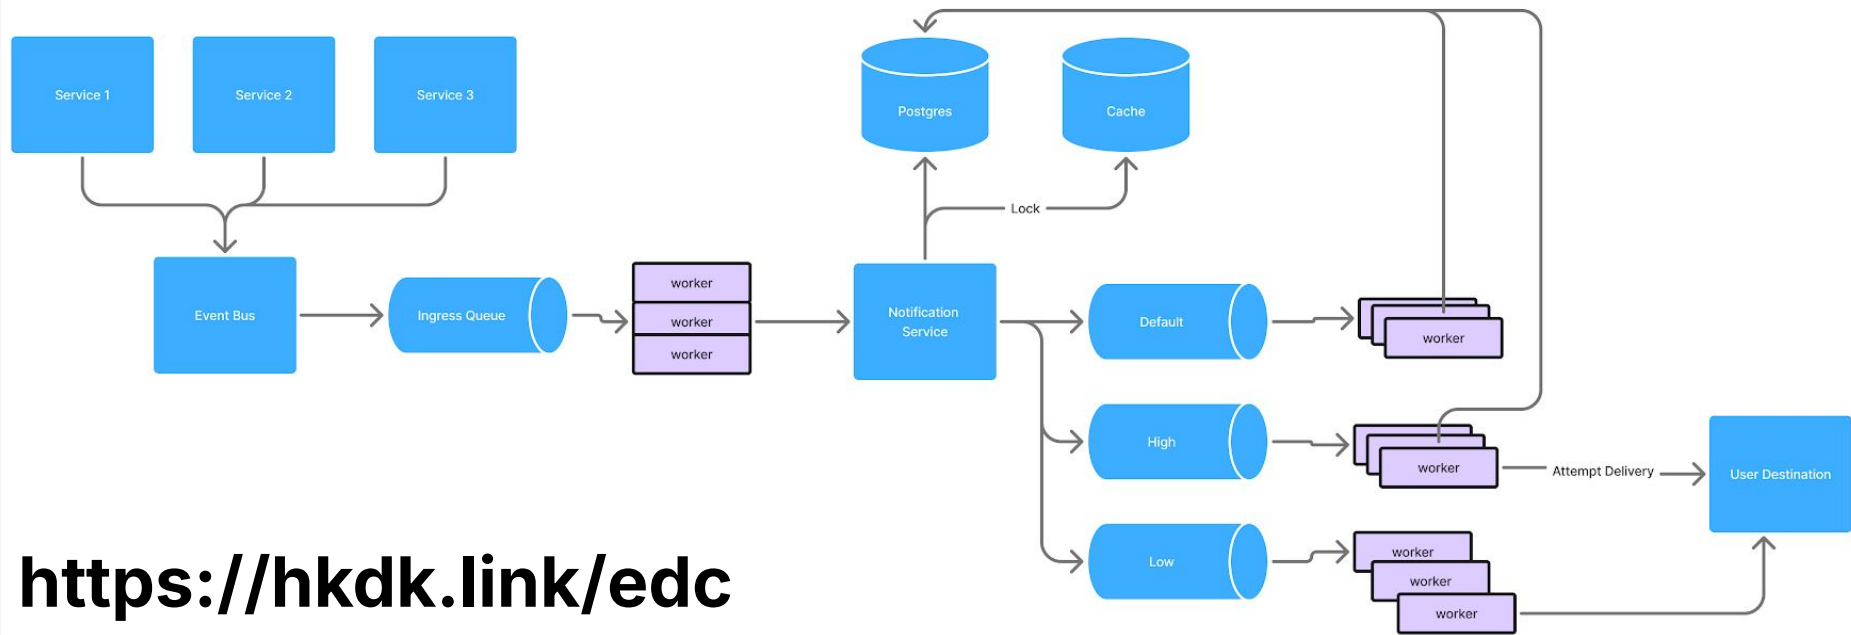 Service 1
Service 2
Service 3
Postgres
Cache
Lock
Event Bus
Ingress Queue
worker
worker
worker
Notification
Service
Default
worker
High
worker
Attempt Delivery
User Destination
Low
worker
worker
worker
https://hkdk.link/edc